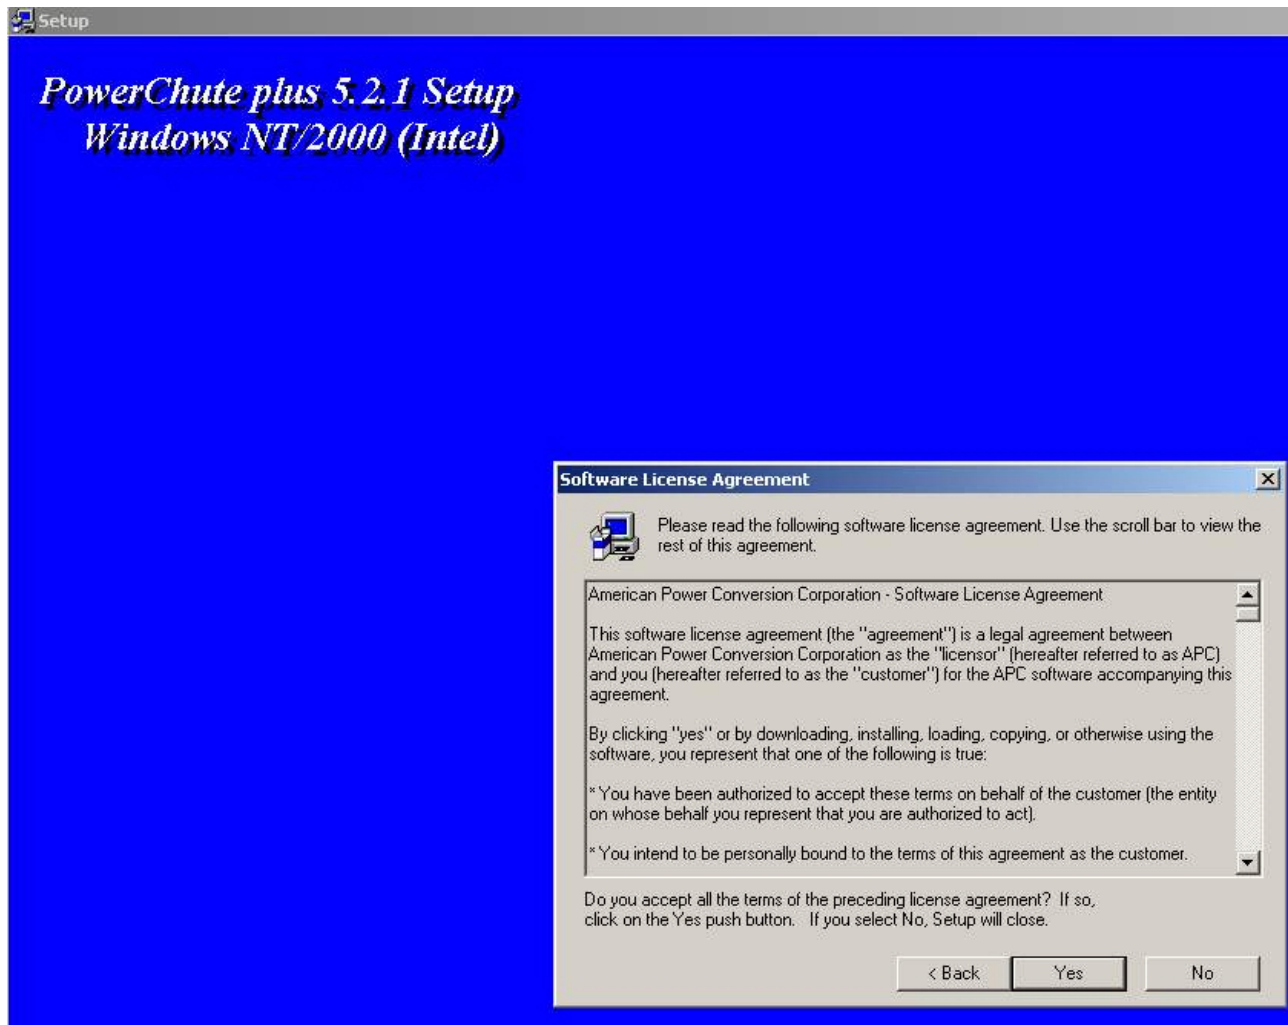 Setup
PowerChute plus 5.2.1 Setup
Windows NT/2000 (Intel)
Software License Agreement
Please read the following software license agreement. Use the scroll bar to view the
rest of this agreement.
American Power Conversion Corporation - Software License Agreement
This software license agreement (the "agreement") is a legal agreement between
American Power Conversion Corporation as the "licensor" (hereafter referred to as APC)
and you (hereafter referred to as the "customer") for the APC software accompanying this
agreement.
By clicking "yes" or by downloading, installing, loading, copying, or otherwise using the
software, you represent that one of the following is true:
* You have been authorized to accept these terms on behalf of the customer (the entity
on whose behalf you represent that you are authorized to act).
* You intend to be personally bound to the terms of this agreement as the customer.
Do you accept all the terms of the preceding license agreement? If so,
click on the Yes push button. If you select No, Setup will close.
< Back
Yes
No